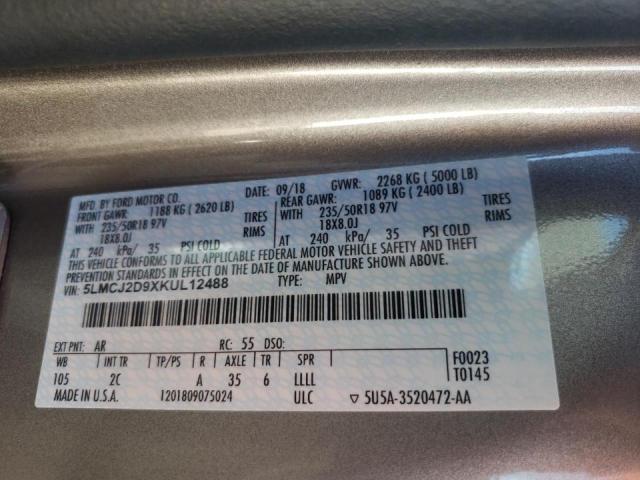 MFD. BY FORD MOTOR CO.
DATE: 09/18 GVWR: 2268 KG ( 5000 LB)
FRONT GAWR: 1188 KG ( 2620 LB)
REAR GAWR: 1089 KG ( 2400 LB)
WITH 235/50R18 97V TIRES
WITH 235/50R18 97V TIRES
18X8.0J RIMS
18X8.0J RIMS
AT 240 kPa/ 35 PSI COLD
AT 240 kPa/ 35 PSI COLD
THIS VEHICLE CONFORMS TO ALL APPLICABLE FEDERAL MOTOR VEHICLE SAFETY AND THEFT
PREVENTION STANDARDS IN EFFECT ON THE DATE OF MANUFACTURE SHOWN ABOVE.
VIN: 5LMCJ2D9XKUL12488 TYPE: MPV
EXT PNT: AR RC: 55 DSO:
WB INT TR TP/PS R AXLE TR SPR
105 2C A 35 6 LLLL
F0023
T0145
MADE IN U.S.A. 1201809075024 ULC ▽ 5U5A-3520472-AA